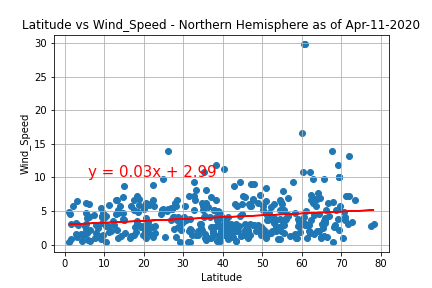 Latitude vs Wind_Speed - Northern Hemisphere as of Apr-11-2020
30
25
20
15
10
5
0
Wind_Speed
y = 0.03x + 2.99
0 10 20 30 40 50 60 70 80
Latitude